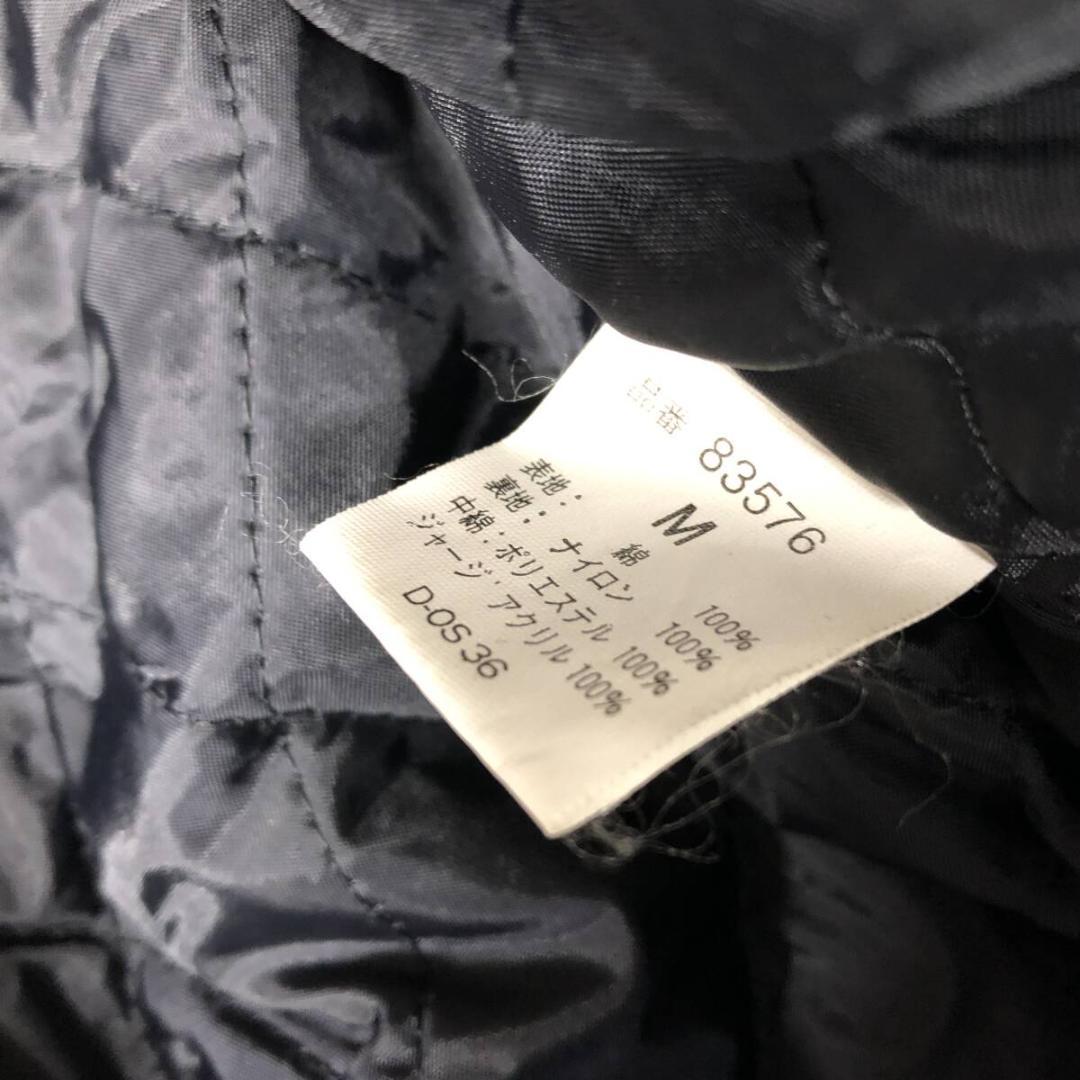 品番 83576
M
表地： 綿 100%
裏地： ナイロン 100%
中綿：ポリエステル 100%
ジャージ：アクリル 100%
D-OS 36